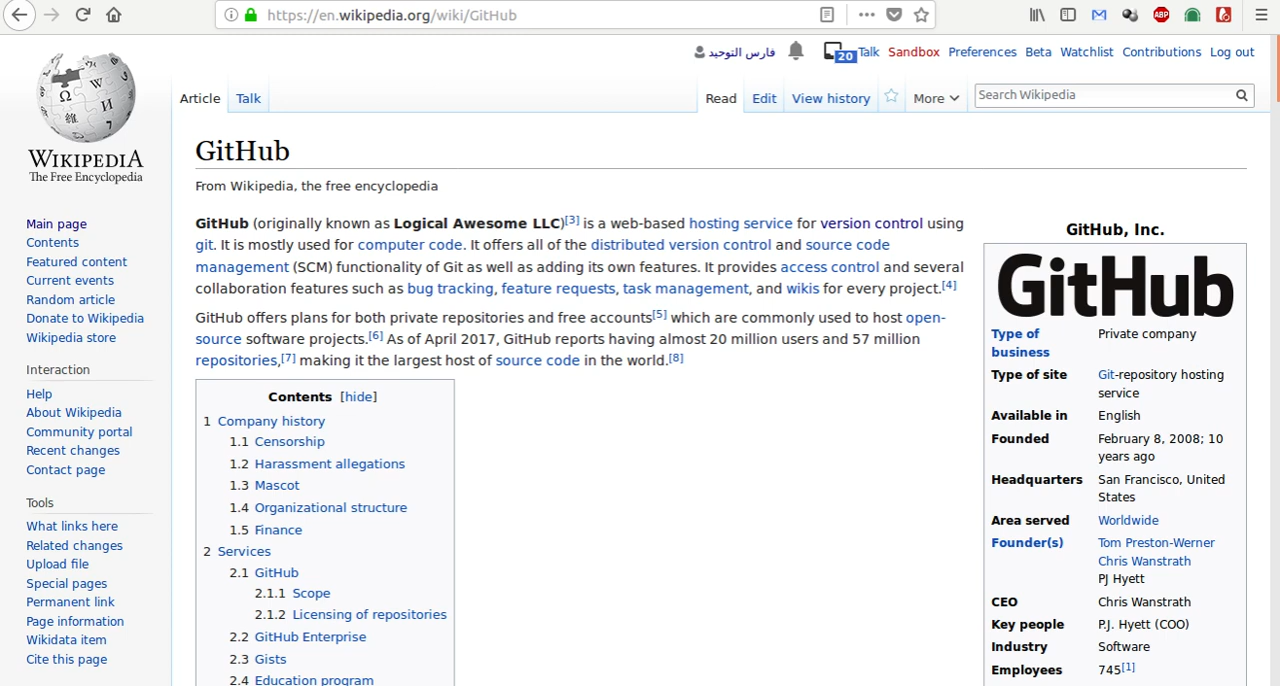 https://en.wikipedia.org/wiki/GitHub
ABP
فارس التوحيد 20 Talk Sandbox Preferences Beta Watchlist Contributions Log out
Article Talk Read Edit View history More Search Wikipedia
WIKIPEDIA
The Free Encyclopedia
Main page
Contents
Featured content
Current events
Random article
Donate to Wikipedia
Wikipedia store
Interaction
Help
About Wikipedia
Community portal
Recent changes
Contact page
Tools
What links here
Related changes
Upload file
Special pages
Permanent link
Page information
Wikidata item
Cite this page
GitHub
From Wikipedia, the free encyclopedia
GitHub (originally known as Logical Awesome LLC)[3] is a web-based hosting service for version control using
git. It is mostly used for computer code. It offers all of the distributed version control and source code
management (SCM) functionality of Git as well as adding its own features. It provides access control and several
collaboration features such as bug tracking, feature requests, task management, and wikis for every project.[4]
GitHub offers plans for both private repositories and free accounts[5] which are commonly used to host open-
source software projects.[6] As of April 2017, GitHub reports having almost 20 million users and 57 million
repositories,[7] making it the largest host of source code in the world.[8]
Contents [hide]
1 Company history
1.1 Censorship
1.2 Harassment allegations
1.3 Mascot
1.4 Organizational structure
1.5 Finance
2 Services
2.1 GitHub
2.1.1 Scope
2.1.2 Licensing of repositories
2.2 GitHub Enterprise
2.3 Gists
2.4 Education program
GitHub, Inc.
GitHub
Type of business Private company
Type of site Git-repository hosting
service
Available in English
Founded February 8, 2008; 10
years ago
Headquarters San Francisco, United
States
Area served Worldwide
Founder(s) Tom Preston-Werner
Chris Wanstrath
PJ Hyett
CEO Chris Wanstrath
Key people P.J. Hyett (COO)
Industry Software
Employees 745[1]